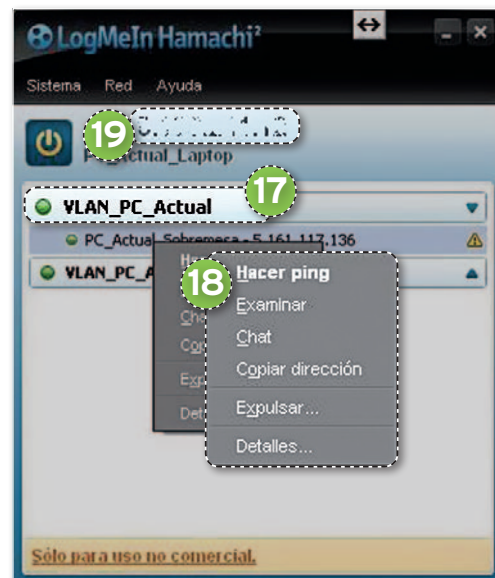 LogMeIn Hamachi²
Sistema Red Ayuda
19
Actual_Laptop
17
VLAN_PC_Actual
PC_Actual_Sobremesa - 5.161.117.136
VLAN_PC_A
18
Hacer ping
Examinar
Chat
Copiar dirección
Expulsar...
Detalles...
Sólo para uso no comercial.